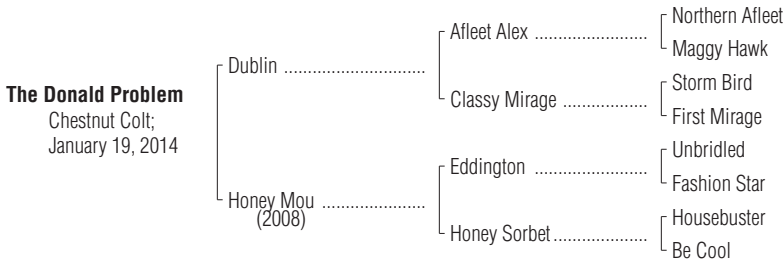 Northern Afleet
Afleet Alex ........................
Maggy Hawk
Dublin ..............................
Storm Bird
The Donald Problem
Classy Mirage ..................
First Mirage
Chestnut Colt;
January 19, 2014
Unbridled
Eddington ........................
Fashion Star
Honey Mou ......................
(2008)
Housebuster
Honey Sorbet....................
Be Cool